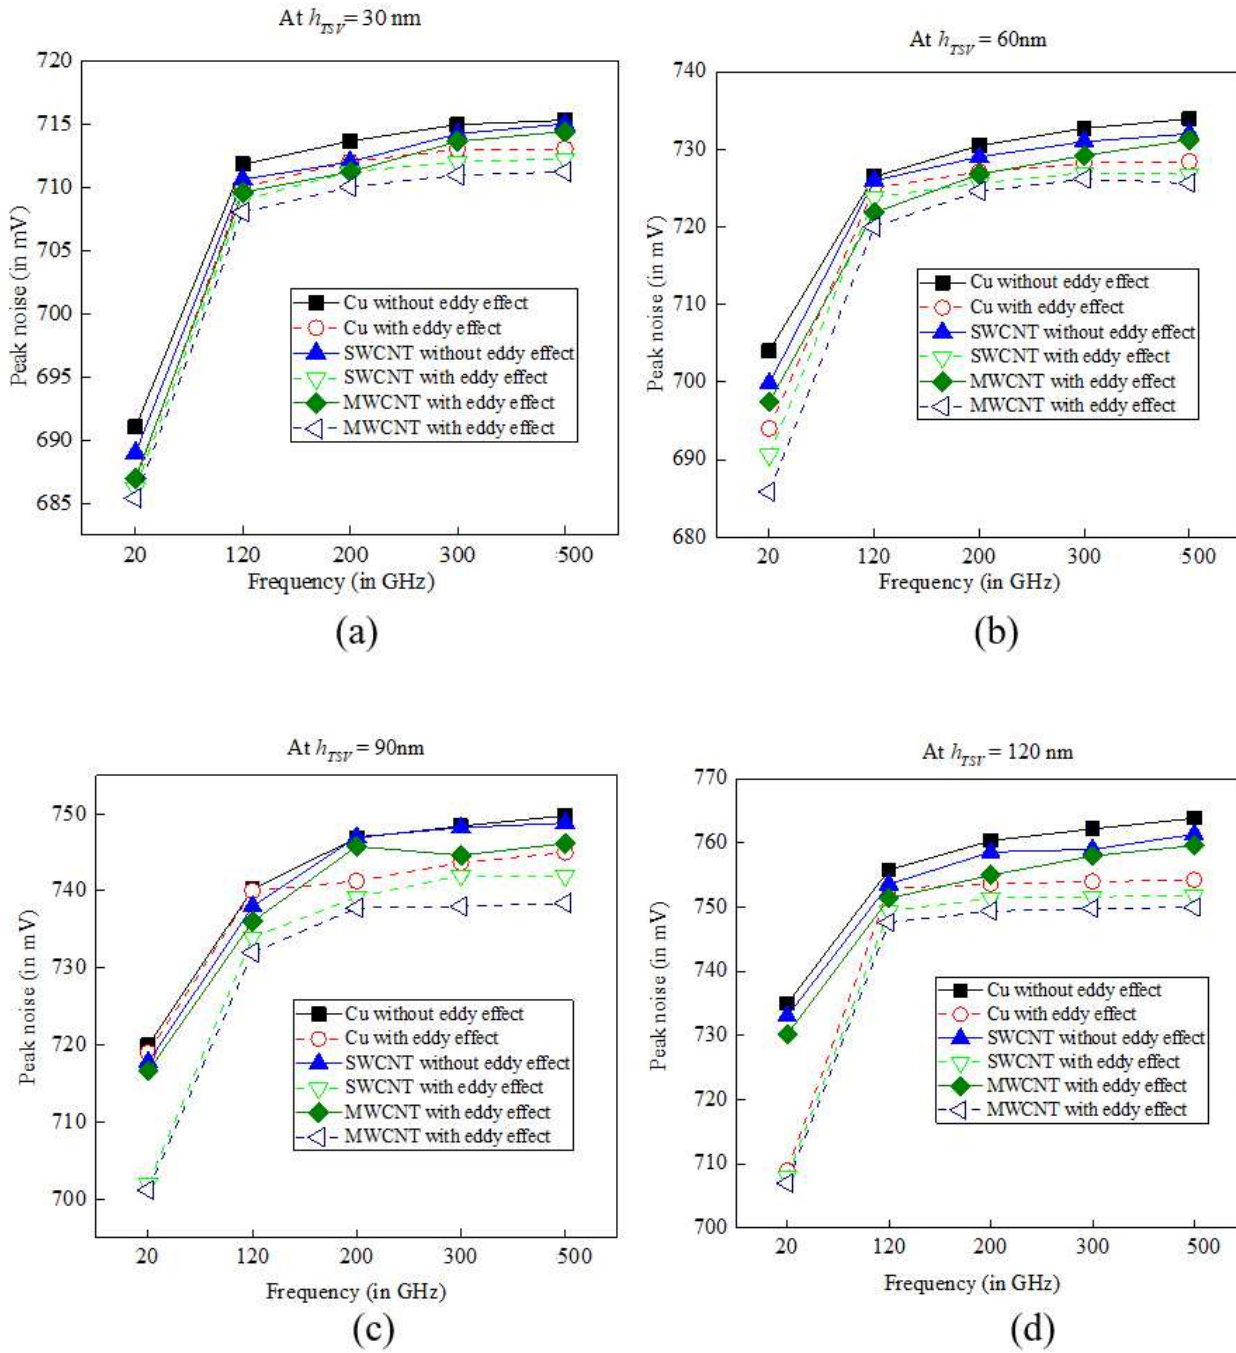 At hTSV = 30 nm
720
715
710
705
700
695
690
685
Peak noise (in mV)
Cu without eddy effect
Cu with eddy effect
SWCNT without eddy effect
SWCNT with eddy effect
MWCNT with eddy effect
MWCNT with eddy effect
20 120 200 300 500
Frequency (in GHz)
(a)
At hTSV = 60nm
740
730
720
710
700
690
680
Peak noise (in mV)
Cu without eddy effect
Cu with eddy effect
SWCNT without eddy effect
SWCNT with eddy effect
MWCNT with eddy effect
MWCNT with eddy effect
20 120 200 300 500
Frequency (in GHz)
(b)
At hTSV = 90nm
750
740
730
720
710
700
Peak noise (in mV)
Cu without eddy effect
Cu with eddy effect
SWCNT without eddy effect
SWCNT with eddy effect
MWCNT with eddy effect
MWCNT with eddy effect
20 120 200 300 500
Frequency (in GHz)
(c)
At hTSV = 120 nm
770
760
750
740
730
720
710
700
Peak noise (in mV)
Cu without eddy effect
Cu with eddy effect
SWCNT without eddy effect
SWCNT with eddy effect
MWCNT with eddy effect
MWCNT with eddy effect
20 120 200 300 500
Frequency (in GHz)
(d)